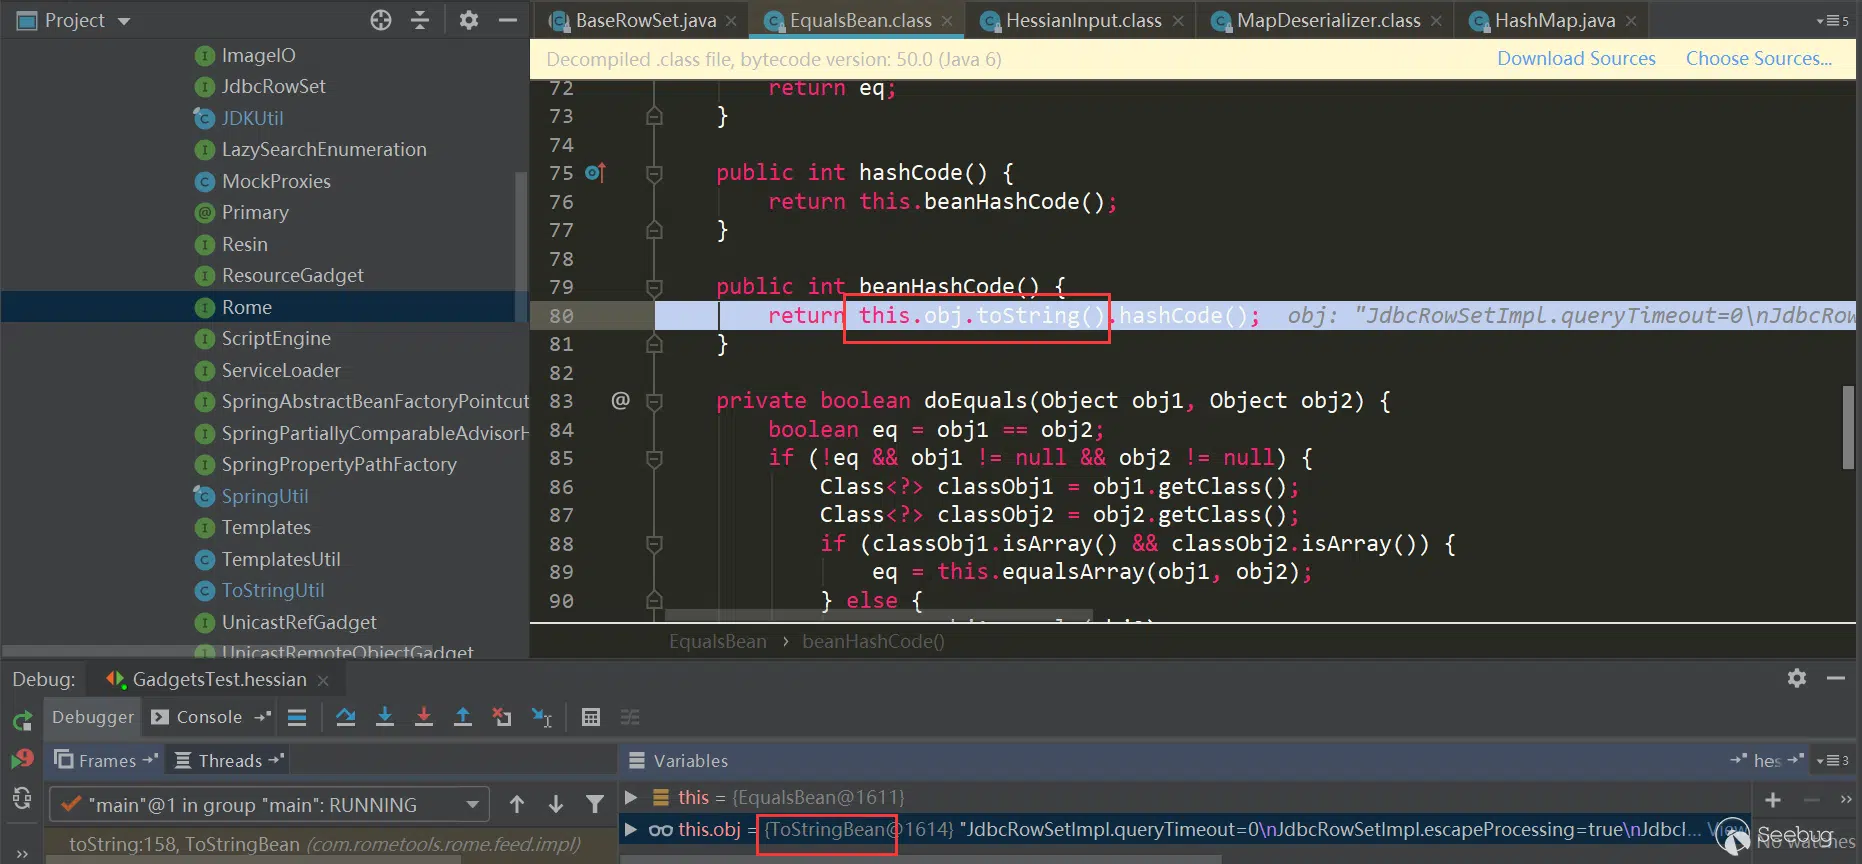 Project
BaseRowSet.java
EqualsBean.class
HessianInput.class
MapDeserializer.class
HashMap.java
5
Decompiled .class file, bytecode version: 50.0 (Java 6)
Download Sources
Choose Sources...
ImageIO
JdbcRowSet
JDKUtil
LazySearchEnumeration
MockProxies
Primary
Resin
ResourceGadget
Rome
ScriptEngine
ServiceLoader
SpringAbstractBeanFactoryPointcut
SpringPartiallyComparableAdvisorH
SpringPropertyPathFactory
SpringUtil
Templates
TemplatesUtil
ToStringUtil
UnicastRefGadget
UnicastRemoteObjectGadget
72 return eq;
73 }
74
75 public int hashCode() {
76 return this.beanHashCode();
77 }
78
79 public int beanHashCode() {
80 return this.obj.toString().hashCode(); obj: "JdbcRowSetImpl.queryTimeout=0\nJdbcRow
81 }
82
83 @ private boolean doEquals(Object obj1, Object obj2) {
84 boolean eq = obj1 == obj2;
85 if (!eq && obj1 != null && obj2 != null) {
86 Class<?> classObj1 = obj1.getClass();
87 Class<?> classObj2 = obj2.getClass();
88 if (classObj1.isArray() && classObj2.isArray()) {
89 eq = this.equalsArray(obj1, obj2);
90 } else {
EqualsBean › beanHashCode()
Debug: GadgetsTest.hessian
Debugger Console
Frames Threads
Variables
hes
3
"main"@1 in group "main": RUNNING
toString:158, ToStringBean (com.rometools.rome.feed.impl)
this = {EqualsBean@1611}
this.obj = {ToStringBean@1614} "JdbcRowSetImpl.queryTimeout=0\nJdbcRowSetImpl.escapeProcessing=true\nJdbcl... View
No watches
Seebug